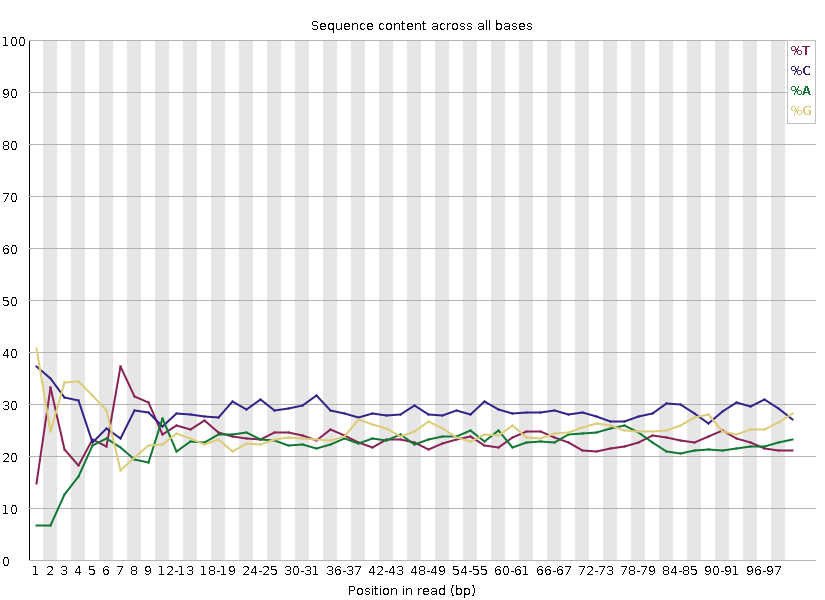 Sequence content across all bases
100
90
80
70
60
50
40
30
20
10
0
%T
%C
%A
%G
1 2 3 4 5 6 7 8 9 12-13 18-19 24-25 30-31 36-37 42-43 48-49 54-55 60-61 66-67 72-73 78-79 84-85 90-91 96-97
Position in read (bp)